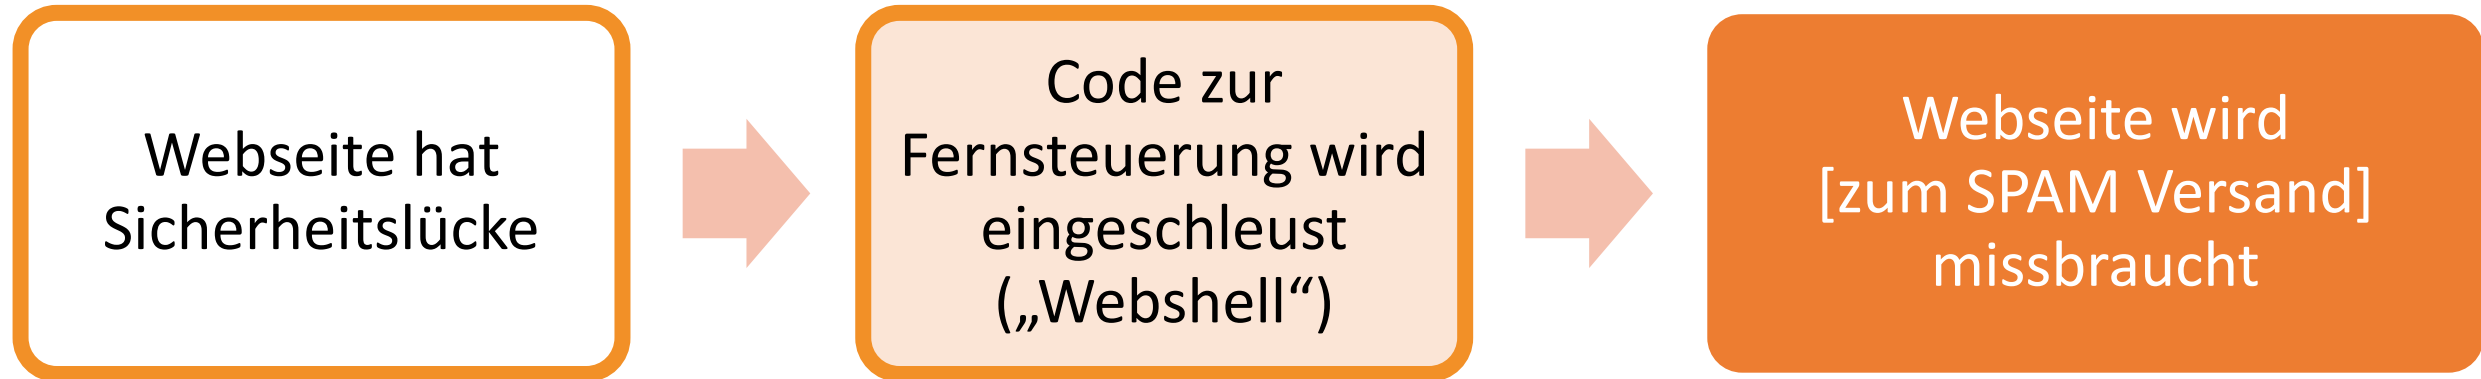 Webseite hat
Sicherheitslücke
Code zur
Fernsteuerung wird
eingeschleust
(„Webshell“)
Webseite wird
[zum SPAM Versand]
missbraucht